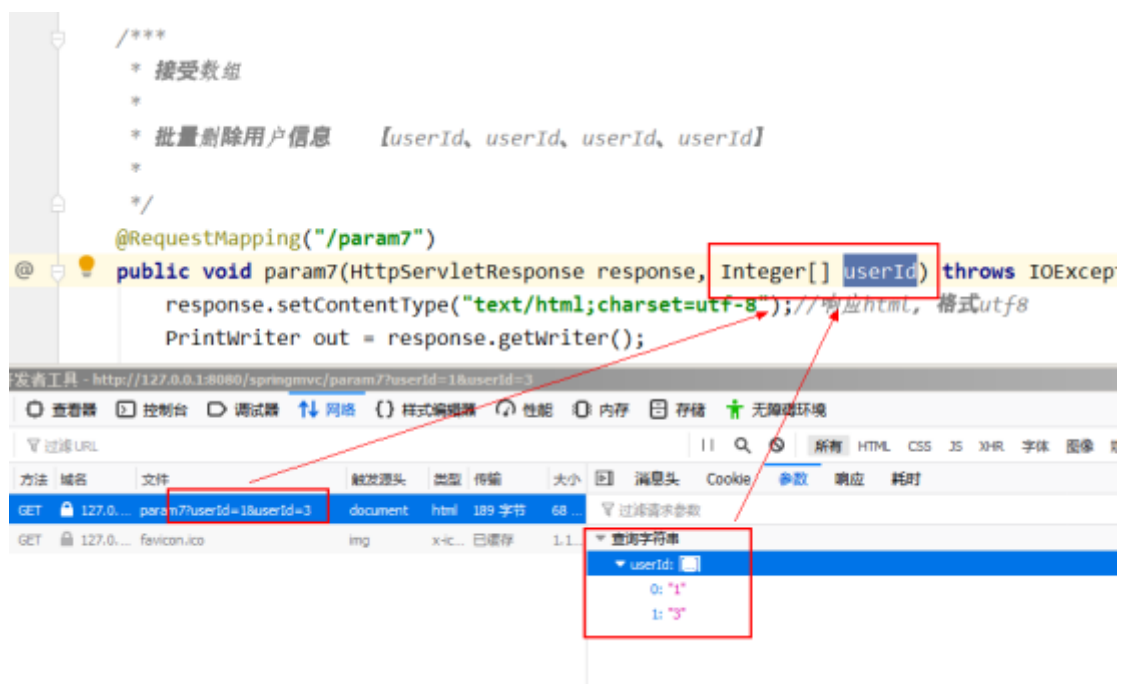 /***
* 接受数组
*
* 批量删除用户信息 【userId、userId、userId、userId】
*
*/
@RequestMapping("/param7")
@ public void param7(HttpServletResponse response, Integer[] userId) throws IOExcep
response.setContentType("text/html;charset=utf-8");//响应html, 格式utf8
PrintWriter out = response.getWriter();
发者工具 - http://127.0.0.1:8080/springmvc/param7?userId=1&userId=3
查看器 控制台 调试器 网络 {} 样式编辑器 性能 内存 存储 无障碍环境
过滤 URL 所有 HTML CSS JS XHR 字体 图像
方法 域名 文件 触发源头 类型 传输 大小 消息头 Cookie 参数 响应 耗时
GET 127.0.... param7?userId=1&userId=3 document html 189 字节 68 ... 过滤请求参数
GET 127.0.... favicon.ico img x-ic... 已缓存 1.1... 查询字符串
userId: […]
0: "1"
1: "3"